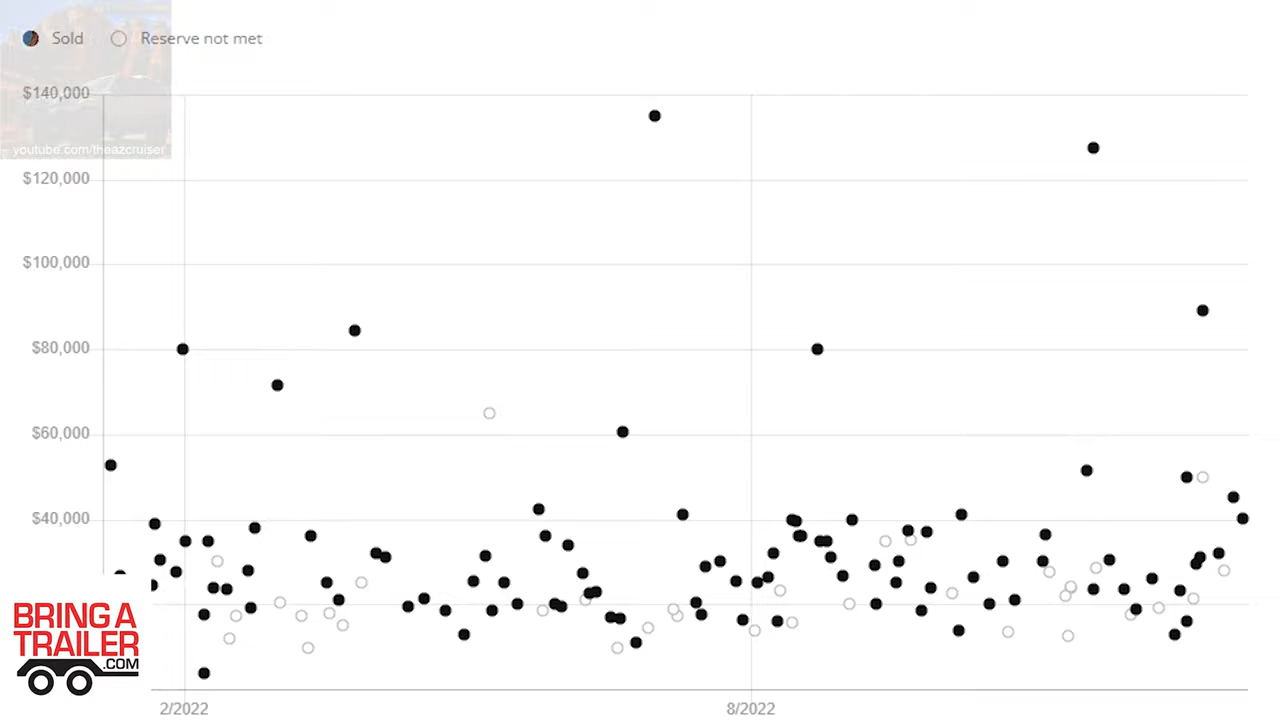 Sold
Reserve not met
$140,000
youtube.com/theazcruiser
$120,000
$100,000
$80,000
$60,000
$40,000
BRING A
TRAILER
.COM
2/2022
8/2022